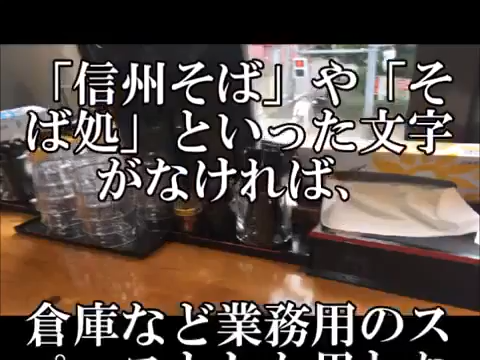 「信州そば」や「そ
ば処」といった文字
がなければ、
倉庫など業務用のス